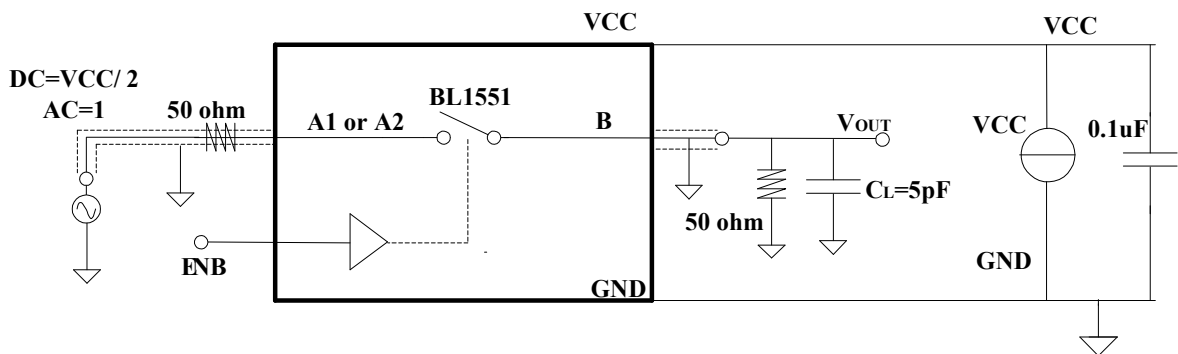 VCC
VCC
DC=VCC/ 2
AC=1
50 ohm
BL1551
A1 or A2
B
VOUT
VCC
0.1uF
CL=5pF
50 ohm
ENB
GND
GND